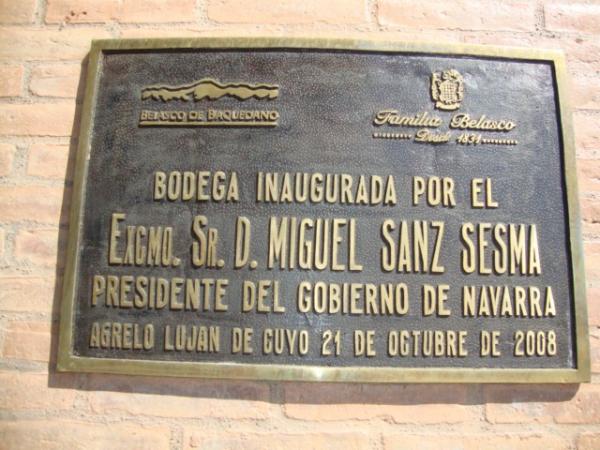 BELASCO DE BAQUEDANO
Familia Belasco
Desde 1831
BODEGA INAUGURADA POR EL
EXCMO. SR. D. MIGUEL SANZ SESMA
PRESIDENTE DEL GOBIERNO DE NAVARRA
AGRELO LUJAN DE CUYO 21 DE OCTUBRE DE 2008